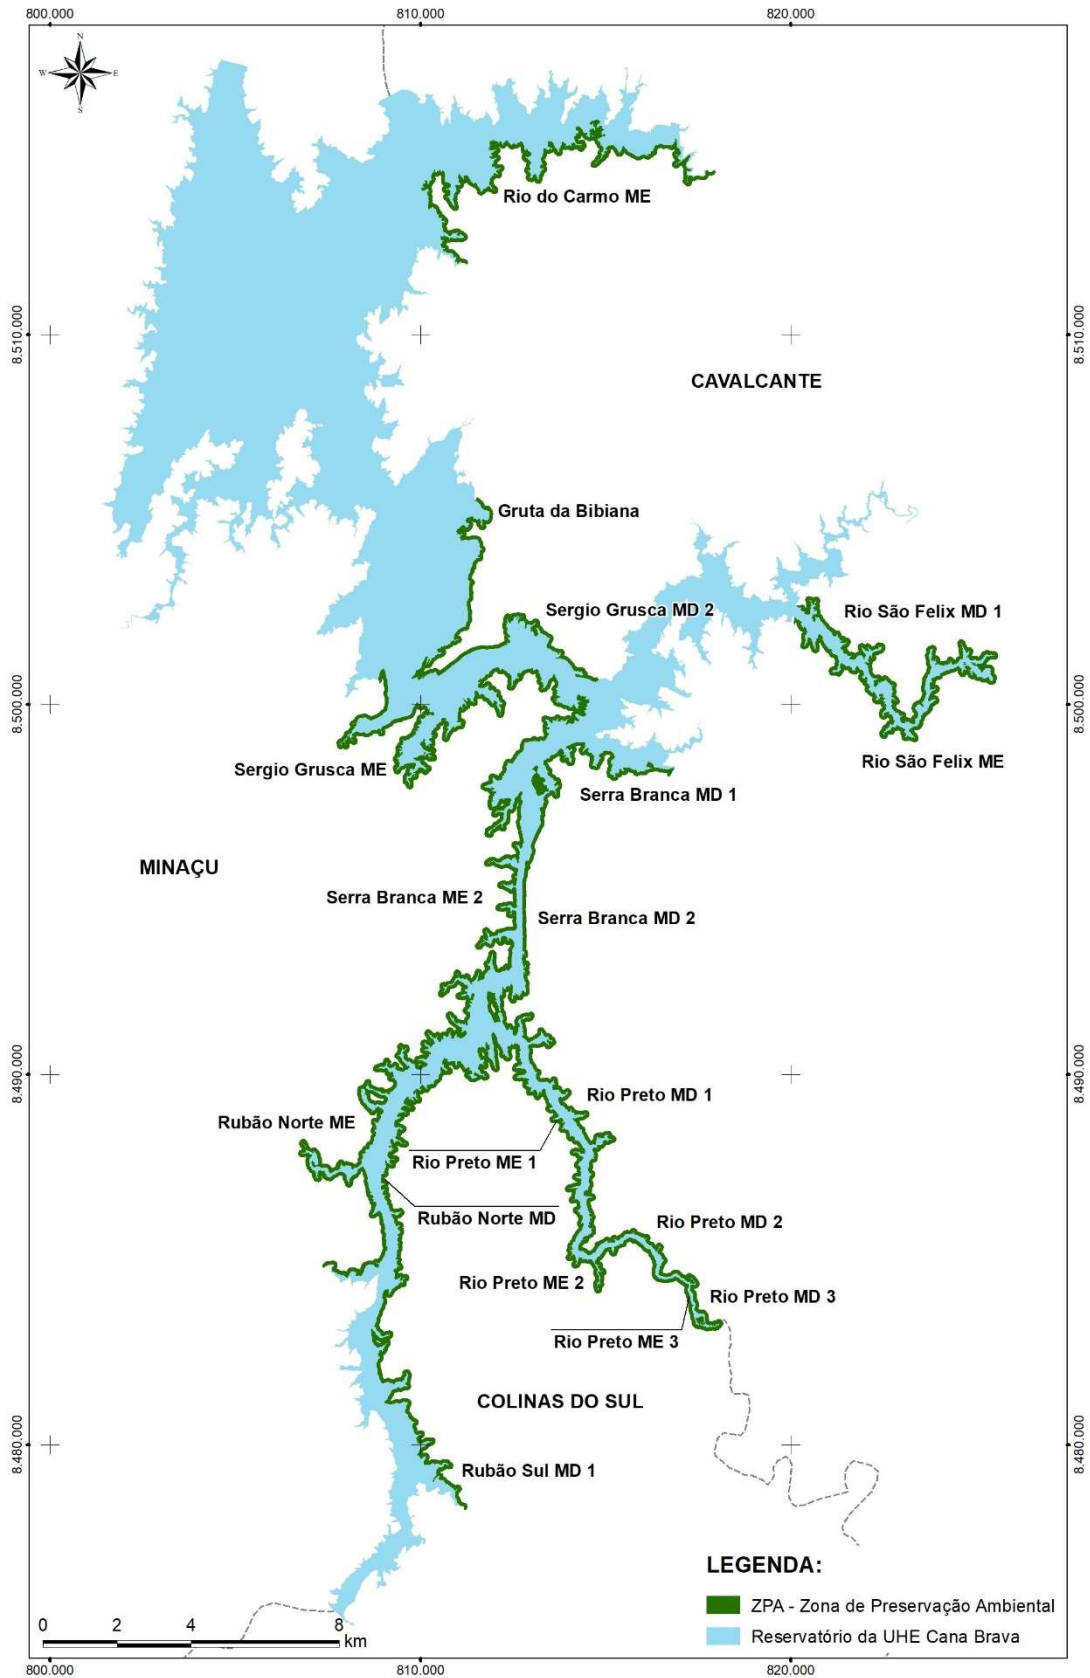 800.000
810.000
820.000
N
W
E
S
Rio do Carmo ME
8.510.000
8.510.000
CAVALCANTE
Gruta da Bibiana
Sergio Grusca MD 2
Rio São Felix MD 1
8.500.000
8.500.000
Rio São Felix ME
Sergio Grusca ME
Serra Branca MD 1
MINAÇU
Serra Branca ME 2
Serra Branca MD 2
8.490.000
8.490.000
Rio Preto MD 1
Rubão Norte ME
Rio Preto ME 1
Rubão Norte MD
Rio Preto MD 2
Rio Preto ME 2
Rio Preto MD 3
Rio Preto ME 3
COLINAS DO SUL
8.480.000
8.480.000
Rubão Sul MD 1
LEGENDA:
ZPA - Zona de Preservação Ambiental
Reservatório da UHE Cana Brava
0 2 4 8
km
800.000
810.000
820.000